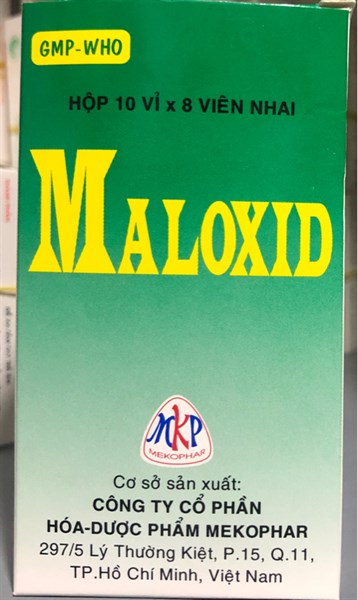 GMP-WHO
HỘP 10 VỈ x 8 VIÊN NHAI
MALOXID
MKP
MEKOPHAR
Cơ sở sản xuất:
CÔNG TY CỔ PHẦN
HÓA-DƯỢC PHẨM MEKOPHAR
297/5 Lý Thường Kiệt, P.15, Q.11,
TP.Hồ Chí Minh, Việt Nam